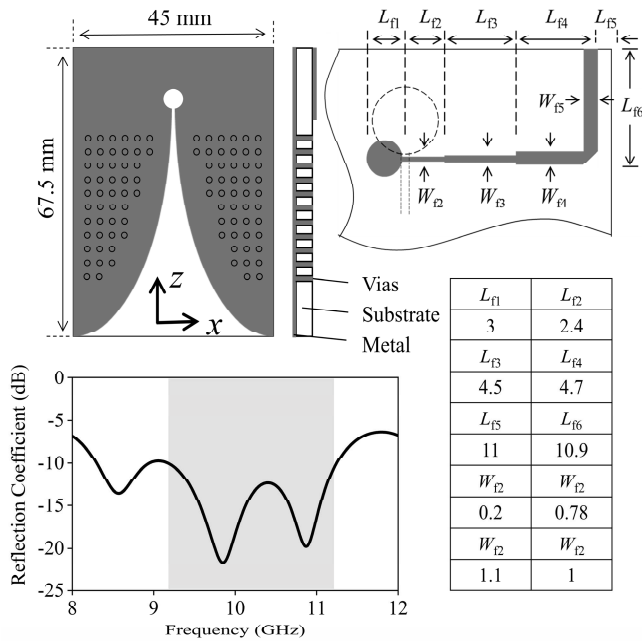 45 mm
67.5 mm
z
x
Vias
Substrate
Metal
Lf1 Lf2 Lf3 Lf4 Lf5
Wf5
Lf6
Wf2 Wf3 Wf4
Lf1 Lf2
3 2.4
Lf3 Lf4
4.5 4.7
Lf5 Lf6
11 10.9
Wf2 Wf2
0.2 0.78
Wf2 Wf2
1.1 1
Reflection Coefficient (dB)
0
-5
-10
-15
-20
-25
8 9 10 11 12
Frequency (GHz)